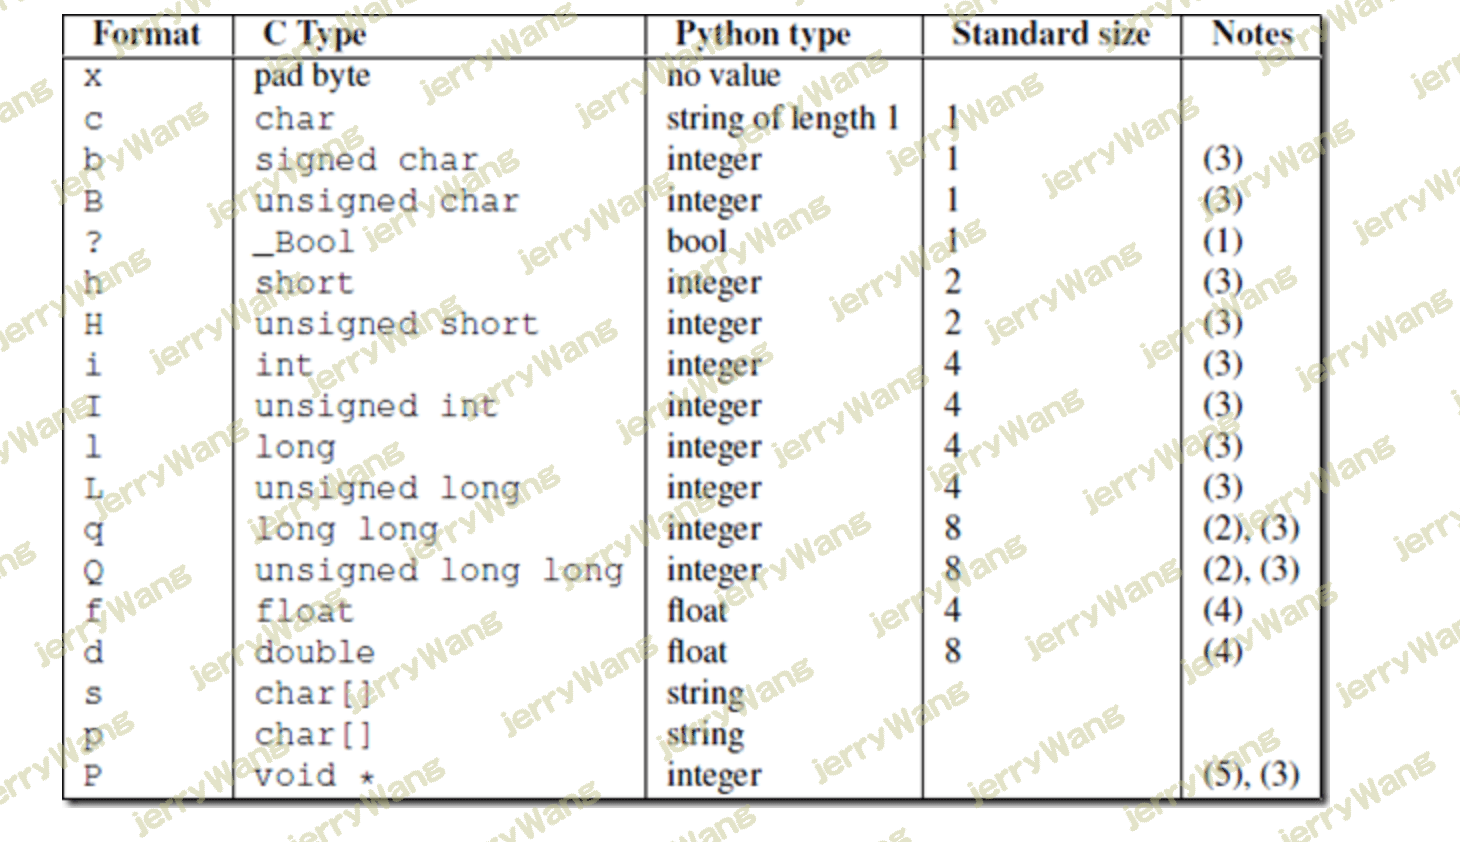 Format C Type Python type Standard size Notes
x pad byte no value
c char string of length 1 1
b signed char integer 1 (3)
B unsigned char integer 1 (3)
? _Bool bool 1 (1)
h short integer 2 (3)
H unsigned short integer 2 (3)
i int integer 4 (3)
I unsigned int integer 4 (3)
l long integer 4 (3)
L unsigned long integer 4 (3)
q long long integer 8 (2), (3)
Q unsigned long long integer 8 (2), (3)
f float float 4 (4)
d double float 8 (4)
s char[] string
p char[] string
P void * integer (5), (3)
jerryWang